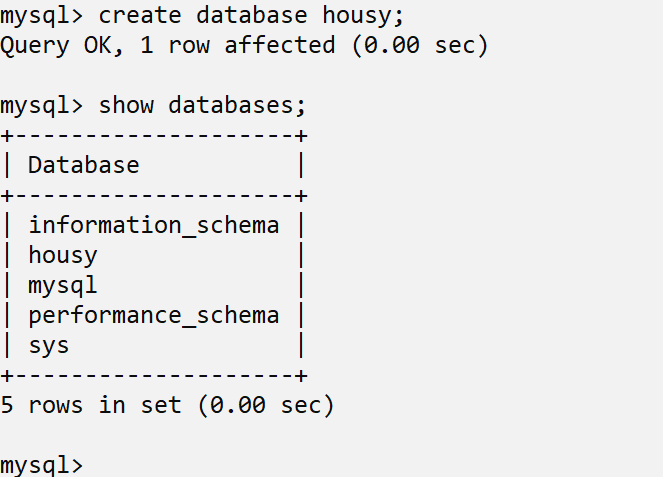 mysql> create database housy;
Query OK, 1 row affected (0.00 sec)
mysql> show databases;
+--------------------+
| Database           |
+--------------------+
| information_schema |
| housy              |
| mysql              |
| performance_schema |
| sys                |
+--------------------+
5 rows in set (0.00 sec)
mysql>